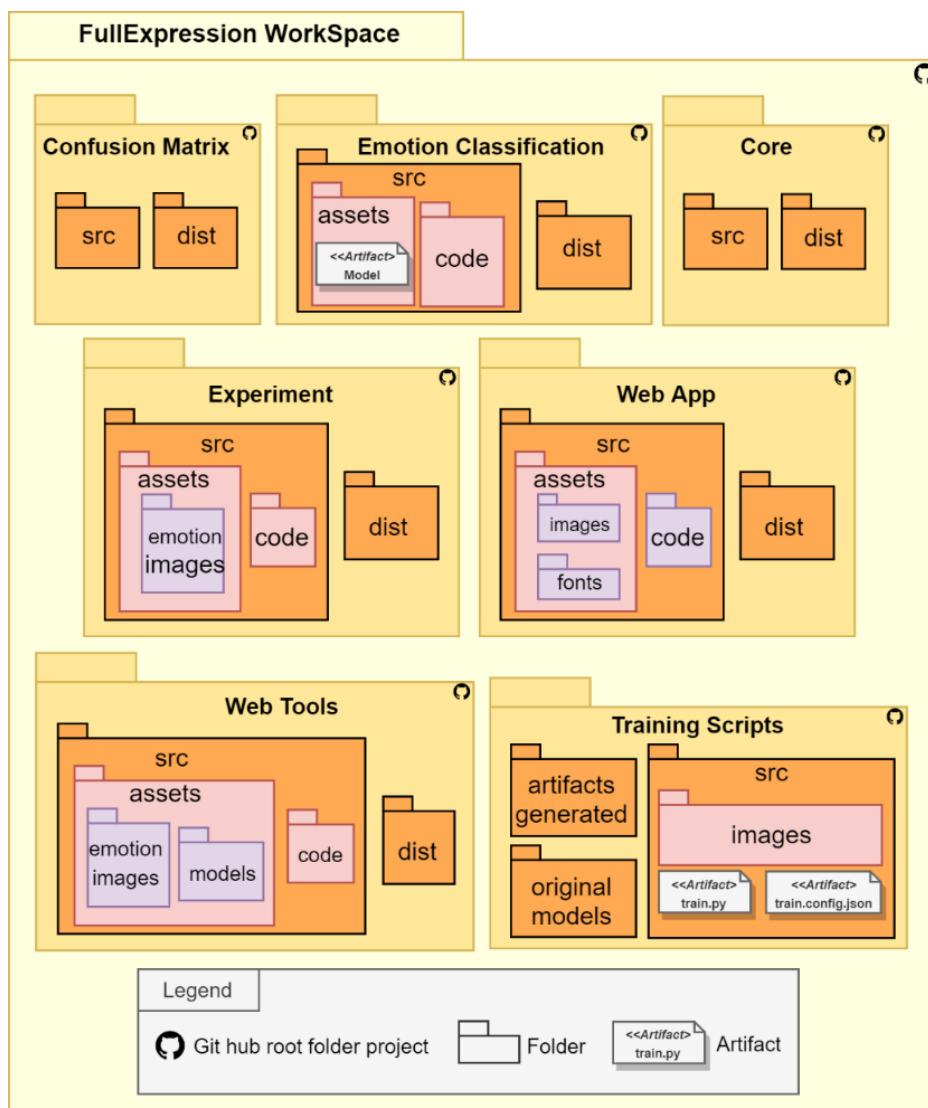 FullExpression WorkSpace
Confusion Matrix
src
dist
Emotion Classification
src
assets
<<Artifact>
Model
code
dist
Core
src
dist
Experiment
src
assets
emotion
images
code
dist
Web App
src
assets
images
fonts
code
dist
Web Tools
src
assets
emotion
images
models
code
dist
Training Scripts
artifacts
generated
original
models
src
images
<<Artifact>
train.py
<<Artifact>
train.config.json
Legend
Git hub root folder project
Folder
<<Artifact>
train.py
Artifact